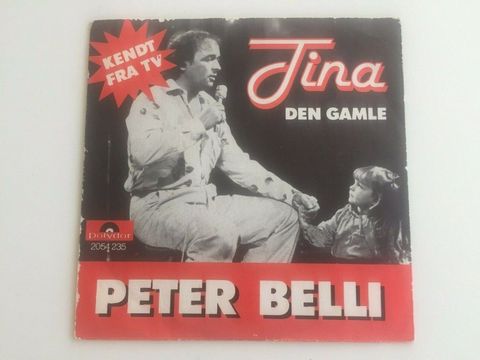 KENDT
FRA TV
Tina
DEN GAMLE
polydor
2054 235
PETER BELLI